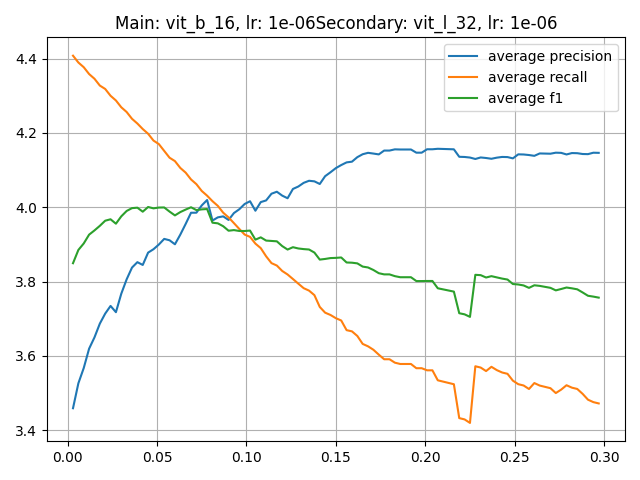 Main: vit_b_16, lr: 1e-06Secondary: vit_l_32, lr: 1e-06
average precision
average recall
average f1
4.4
4.2
4.0
3.8
3.6
3.4
0.00 0.05 0.10 0.15 0.20 0.25 0.30